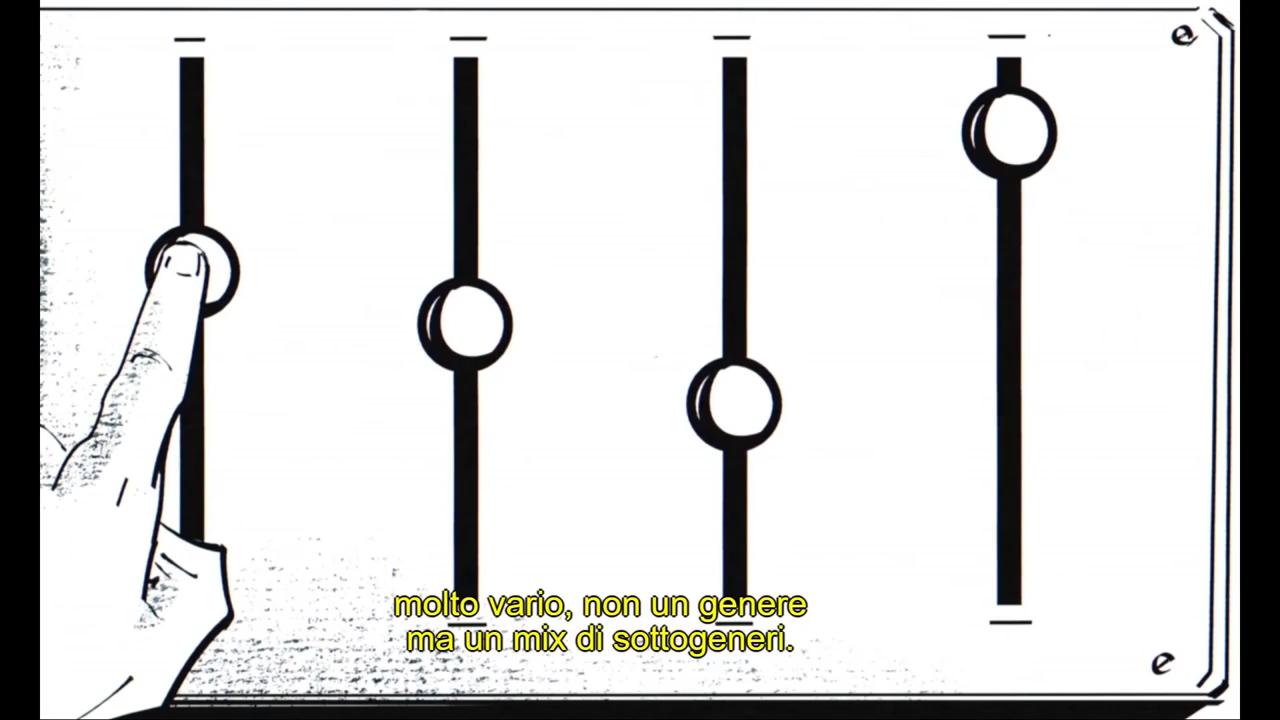 e
molto vario, non un genere
ma un mix di sottogeneri.
e